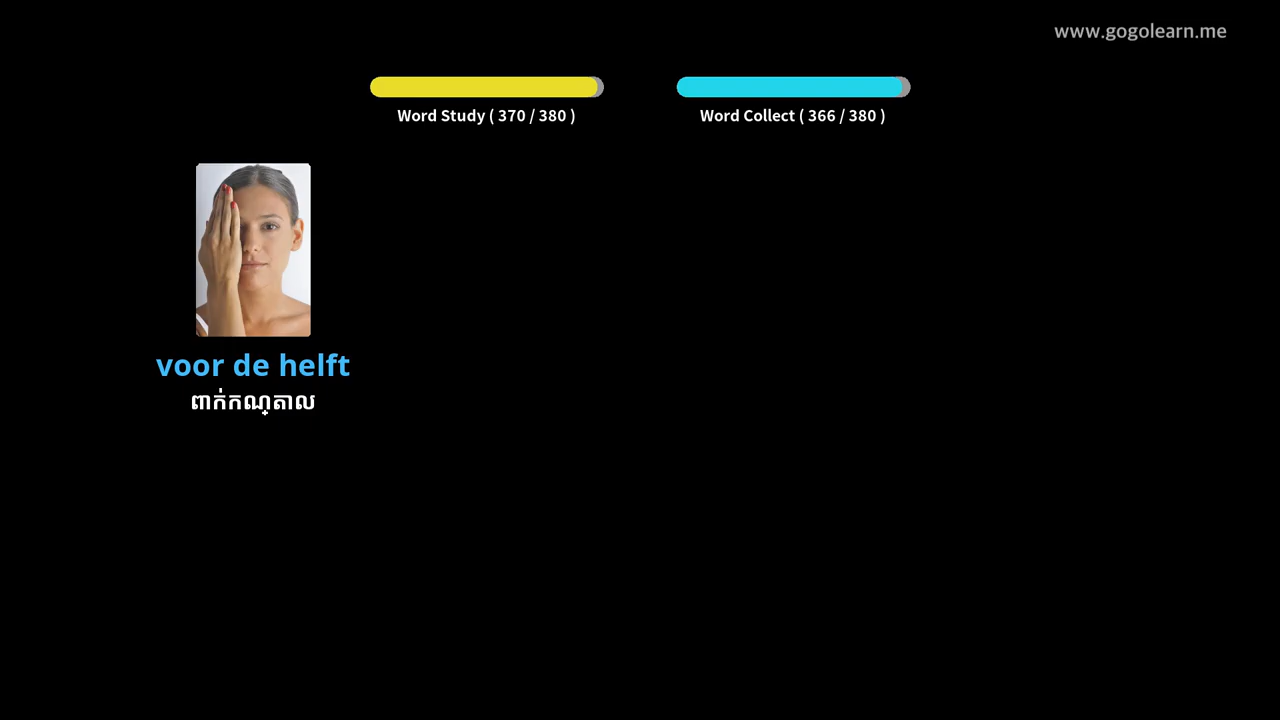 www.gogolearn.me
Word Study ( 370 / 380 )
Word Collect ( 366 / 380 )
voor de helft
ពាក់កណ្តាល